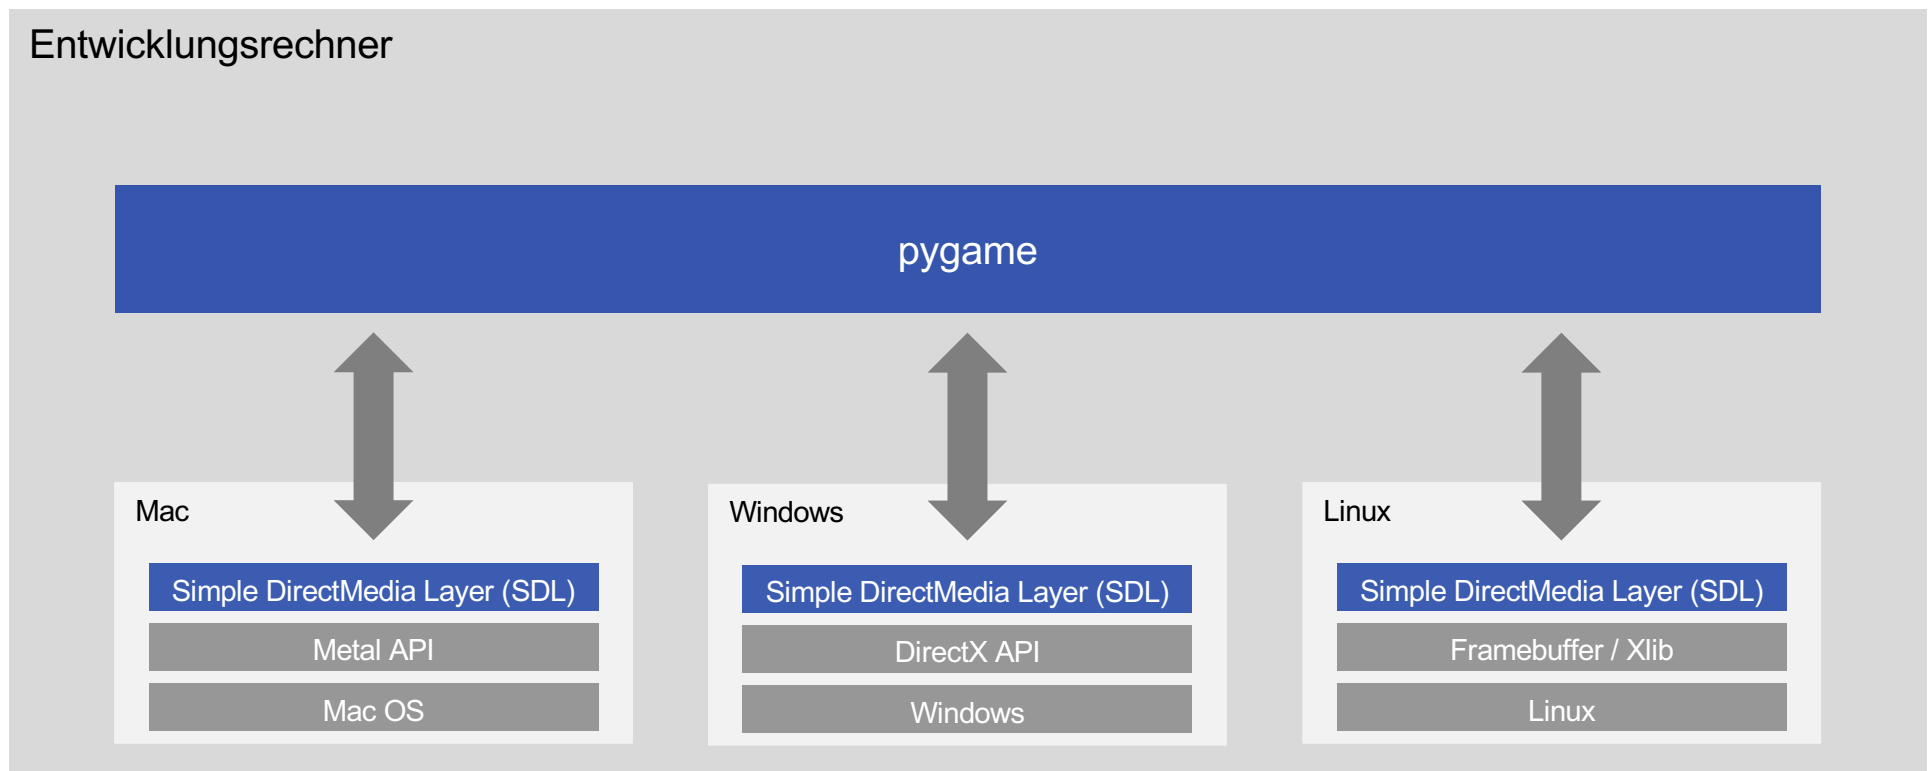 Entwicklungsrechner
pygame
Mac
Simple DirectMedia Layer (SDL)
Metal API
Mac OS
Windows
Simple DirectMedia Layer (SDL)
DirectX API
Windows
Linux
Simple DirectMedia Layer (SDL)
Framebuffer / Xlib
Linux